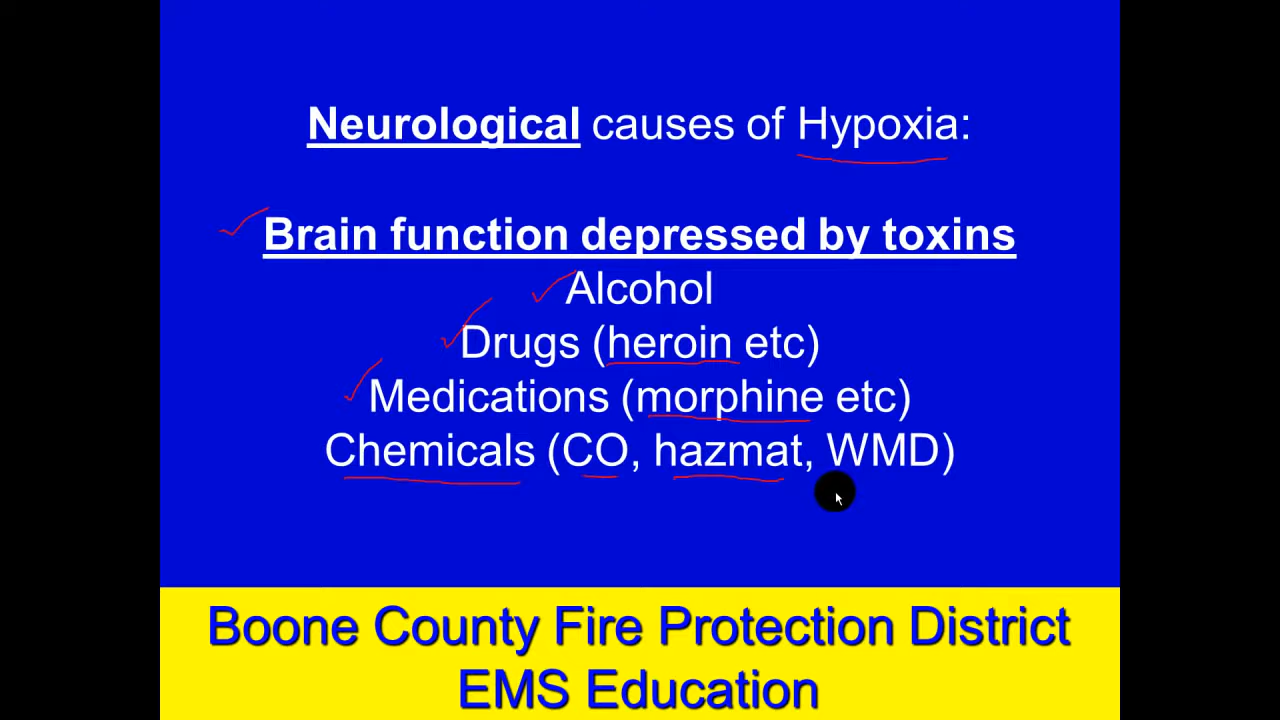 Neurological causes of Hypoxia:
Brain function depressed by toxins
Alcohol
Drugs (heroin etc)
Medications (morphine etc)
Chemicals (CO, hazmat, WMD)
Boone County Fire Protection District
EMS Education